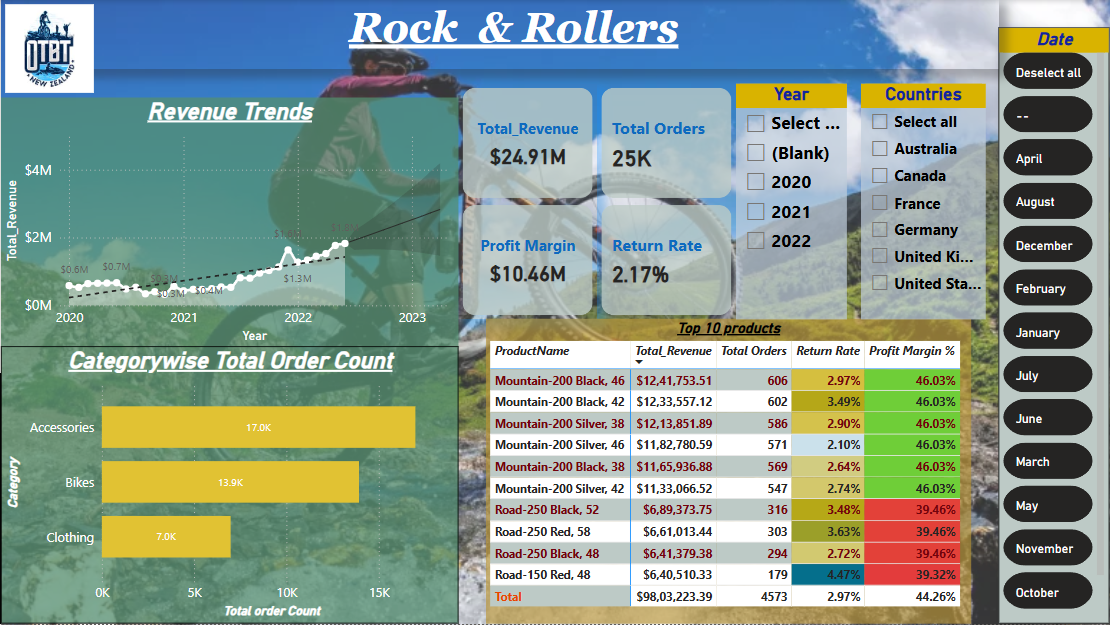 Rock & Rollers
OTBT
NEW ZEALAND
Revenue Trends
Total_Revenue
$4M
$2M
$0M
$0.6M
$0.7M
$0.3M
$0.3M
$0.4M
$1.3M
2020
2021
2022
2023
Year
Categorywise Total Order Count
Category
Accessories
17.0K
Bikes
13.9K
Clothing
7.0K
0K
5K
10K
15K
Total order Count
Total_Revenue
$24.91M
Total Orders
25K
Profit Margin
$10.46M
Return Rate
2.17%
Year
Select ...
(Blank)
2020
2021
2022
Countries
Select all
Australia
Canada
France
Germany
United Ki...
United Sta...
Top 10 products
ProductName Total_Revenue Total Orders Return Rate Profit Margin %
Mountain-200 Black, 46 $12,41,753.51 606 2.97% 46.03%
Mountain-200 Black, 42 $12,33,557.12 602 3.49% 46.03%
Mountain-200 Silver, 38 $12,13,851.89 586 2.90% 46.03%
Mountain-200 Silver, 46 $11,82,780.59 571 2.10% 46.03%
Mountain-200 Black, 38 $11,65,936.88 569 2.64% 46.03%
Mountain-200 Silver, 42 $11,33,066.52 547 2.74% 46.03%
Road-250 Black, 52 $6,89,373.75 316 3.48% 39.46%
Road-250 Red, 58 $6,61,013.44 303 3.63% 39.46%
Road-250 Black, 48 $6,41,379.38 294 2.72% 39.46%
Road-150 Red, 48 $6,40,510.33 179 4.47% 39.32%
Total $98,03,223.39 4573 2.97% 44.26%
Date
Deselect all
--
April
August
December
February
January
July
June
March
May
November
October